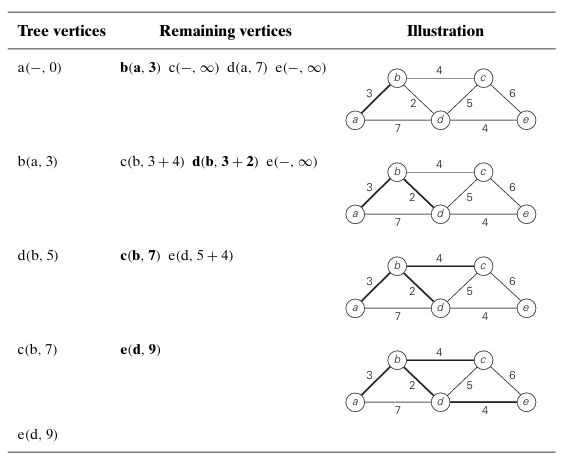 Tree vertices Remaining vertices Illustration
a(−, 0) b(a, 3) c(−, ∞) d(a, 7) e(−, ∞)
4
b c
3 2 5 6
a d e
7 4
b(a, 3) c(b, 3 + 4) d(b, 3 + 2) e(−, ∞)
4
b c
3 2 5 6
a d e
7 4
d(b, 5) c(b, 7) e(d, 5 + 4)
4
b c
3 2 5 6
a d e
7 4
c(b, 7) e(d, 9)
4
b c
3 2 5 6
a d e
7 4
e(d, 9)